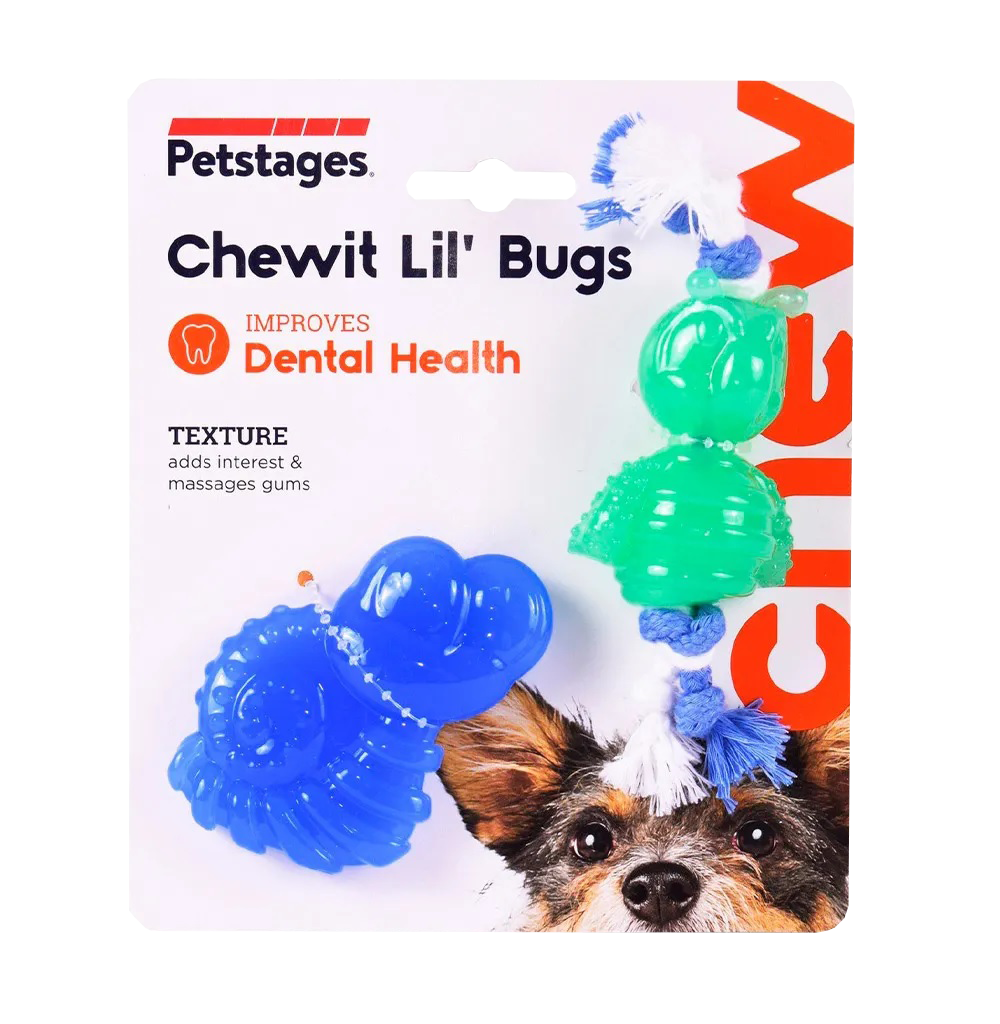 Petstages®
Chewit Lil' Bugs
IMPROVES
Dental Health
TEXTURE
adds interest &
massages gums
chew